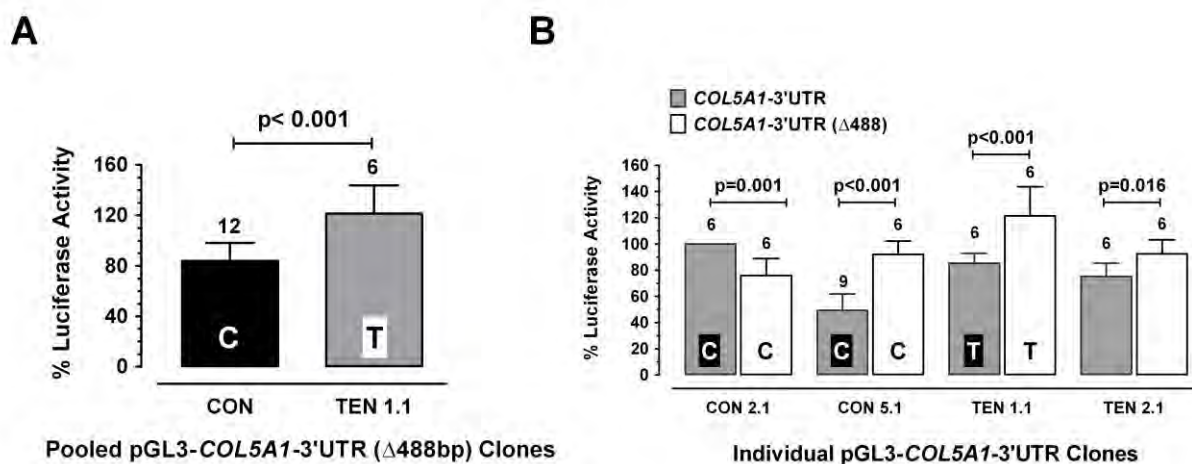 A
p< 0.001
% Luciferase Activity
160
120
80
40
0
12
6
C
T
CON
TEN 1.1
Pooled pGL3-COL5A1-3'UTR (Δ488bp) Clones
B
COL5A1-3'UTR
COL5A1-3'UTR (Δ488)
p=0.001
p<0.001
p<0.001
p=0.016
% Luciferase Activity
160
140
120
100
80
60
40
20
0
6
6
9
6
6
6
6
6
C
C
C
C
T
T
CON 2.1
CON 5.1
TEN 1.1
TEN 2.1
Individual pGL3-COL5A1-3'UTR Clones